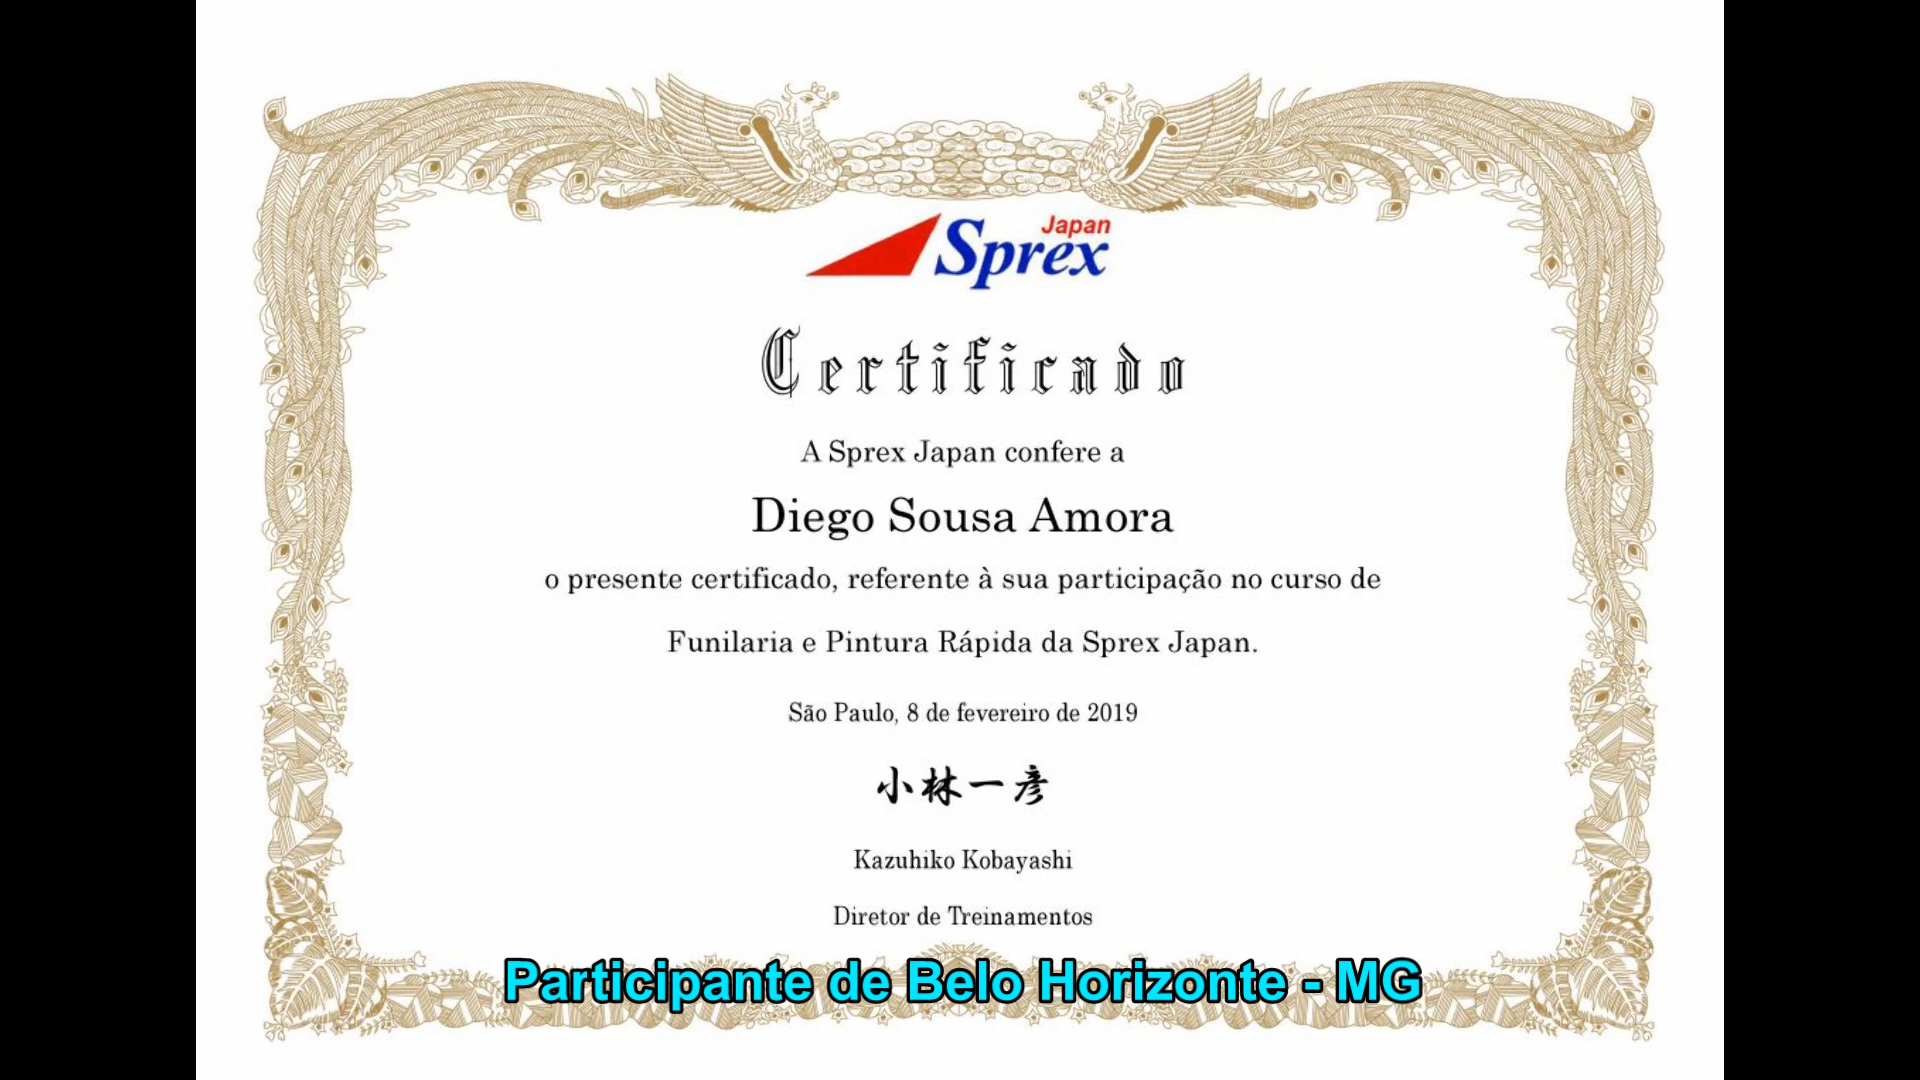 Japan
Sprex
Certificado
A Sprex Japan confere a
Diego Sousa Amora
o presente certificado, referente à sua participação no curso de
Funilaria e Pintura Rápida da Sprex Japan.
São Paulo, 8 de fevereiro de 2019
小林一彦
Kazuhiko Kobayashi
Diretor de Treinamentos
Participante de Belo Horizonte - MG